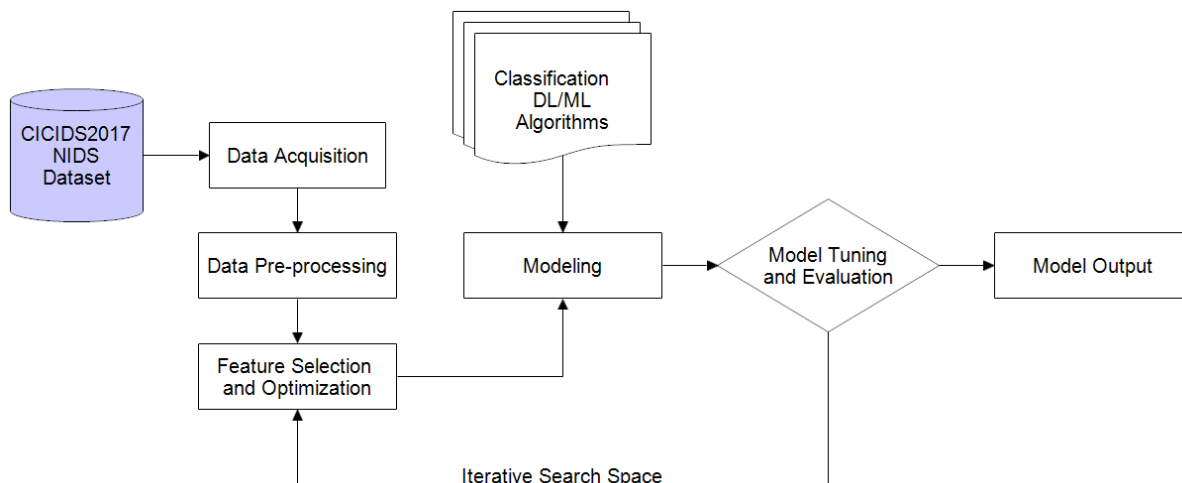 CICIDS2017
NIDS
Dataset
Data Acquisition
Data Pre-processing
Feature Selection
and Optimization
Classification
DL/ML
Algorithms
Modeling
Model Tuning
and Evaluation
Model Output
Iterative Search Space